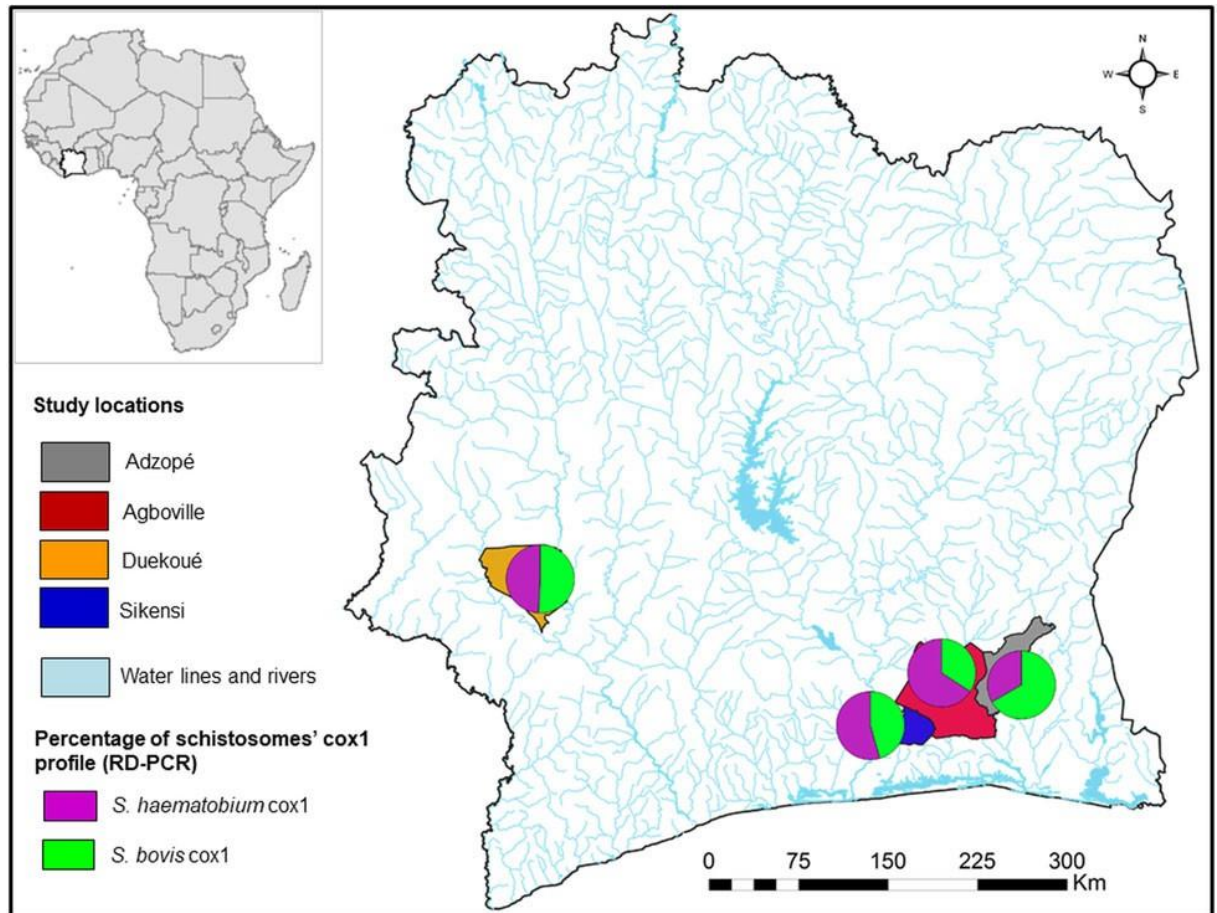 N
W E
S
Study locations
Adzopé
Agboville
Duekoué
Sikensi
Water lines and rivers
Percentage of schistosomes’ cox1
profile (RD-PCR)
S. haematobium cox1
S. bovis cox1
0 75 150 225 300
Km